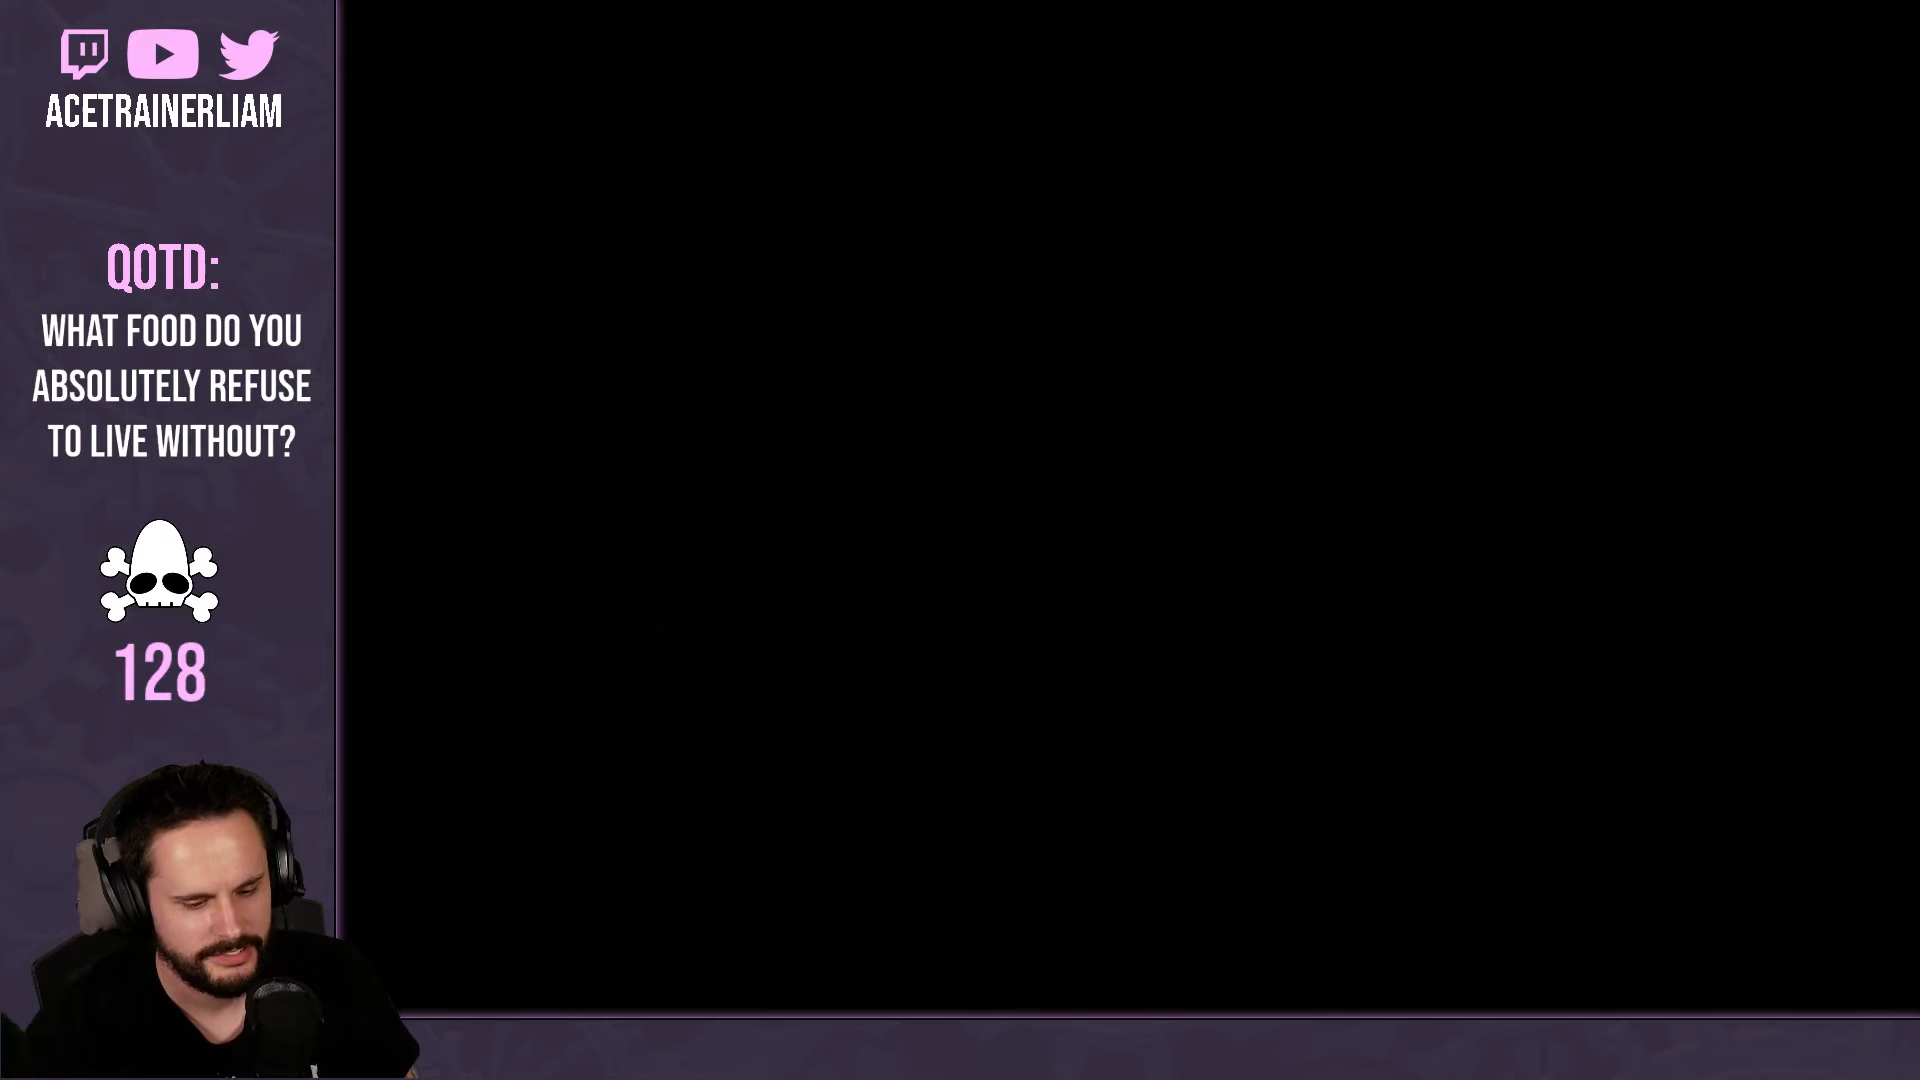 ACETRAINERLIAM
QOTD:
WHAT FOOD DO YOU
ABSOLUTELY REFUSE
TO LIVE WITHOUT?
128